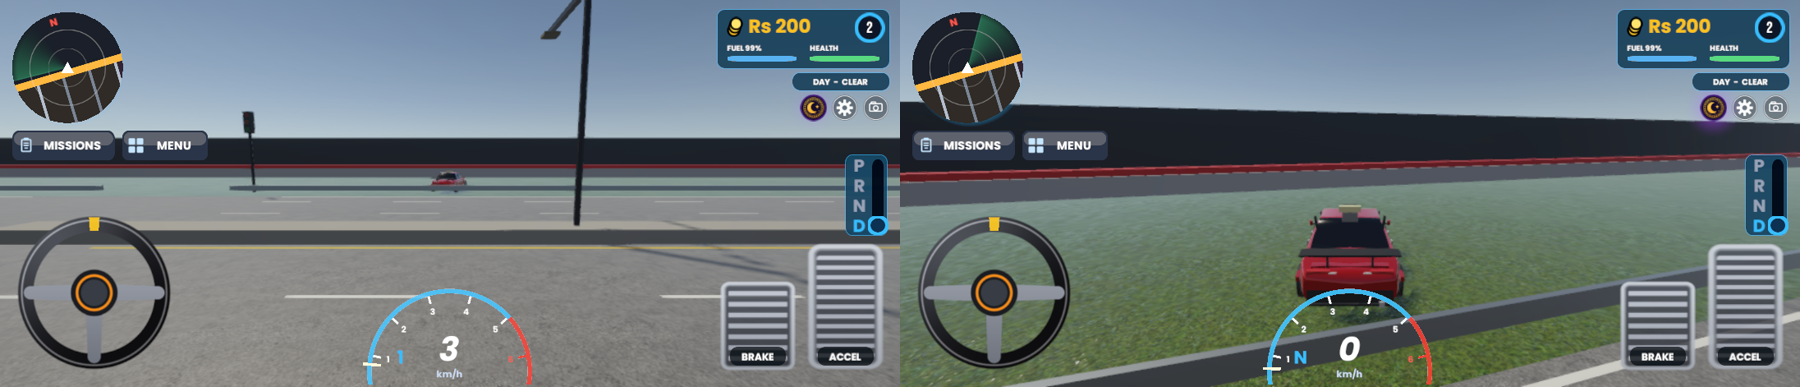 N
Rs 200
2
FUEL 99%
HEALTH
DAY - CLEAR
MISSIONS
MENU
P
R
N
D
1
2
3
4
5
6
1
3
km/h
BRAKE
ACCEL
N
Rs 200
2
FUEL 99%
HEALTH
DAY - CLEAR
MISSIONS
MENU
P
R
N
D
1
2
3
4
5
6
N
0
km/h
BRAKE
ACCEL